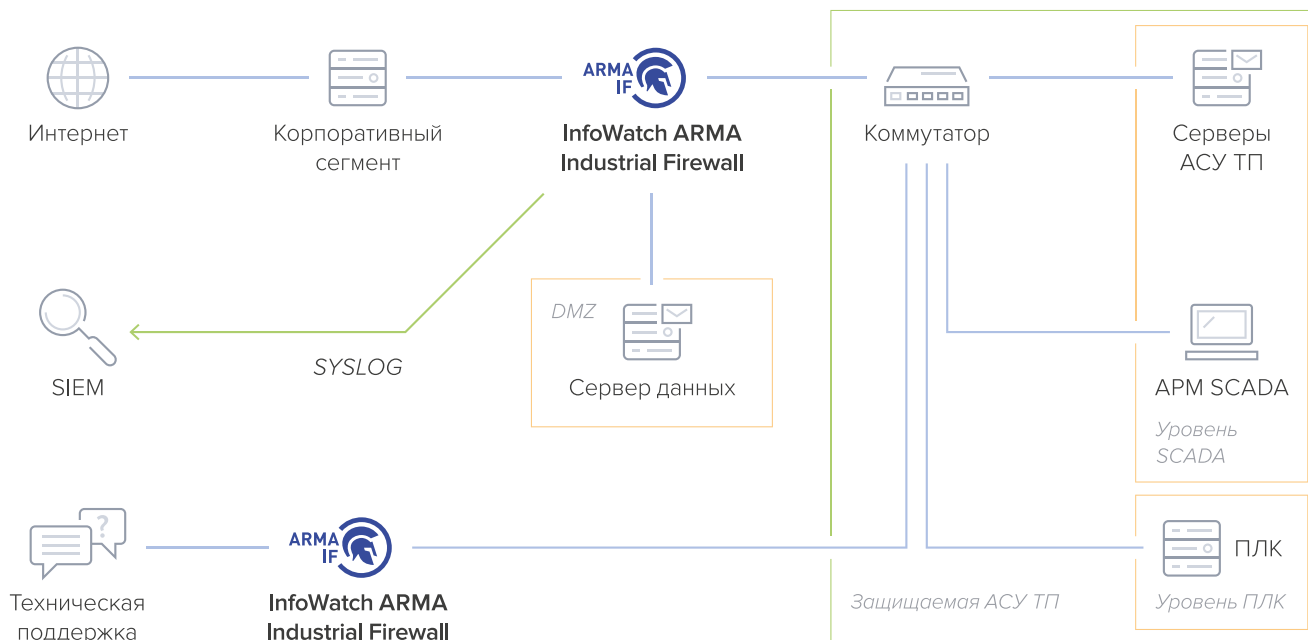 ARMA
IF
Интернет
Корпоративный
сегмент
InfoWatch ARMA
Industrial Firewall
Коммутатор
Серверы
АСУ ТП
SIEM
SYSLOG
DMZ
Сервер данных
АРМ SCADA
Уровень
SCADA
?
ARMA
IF
Техническая
поддержка
InfoWatch ARMA
Industrial Firewall
Защищаемая АСУ ТП
ПЛК
Уровень ПЛК